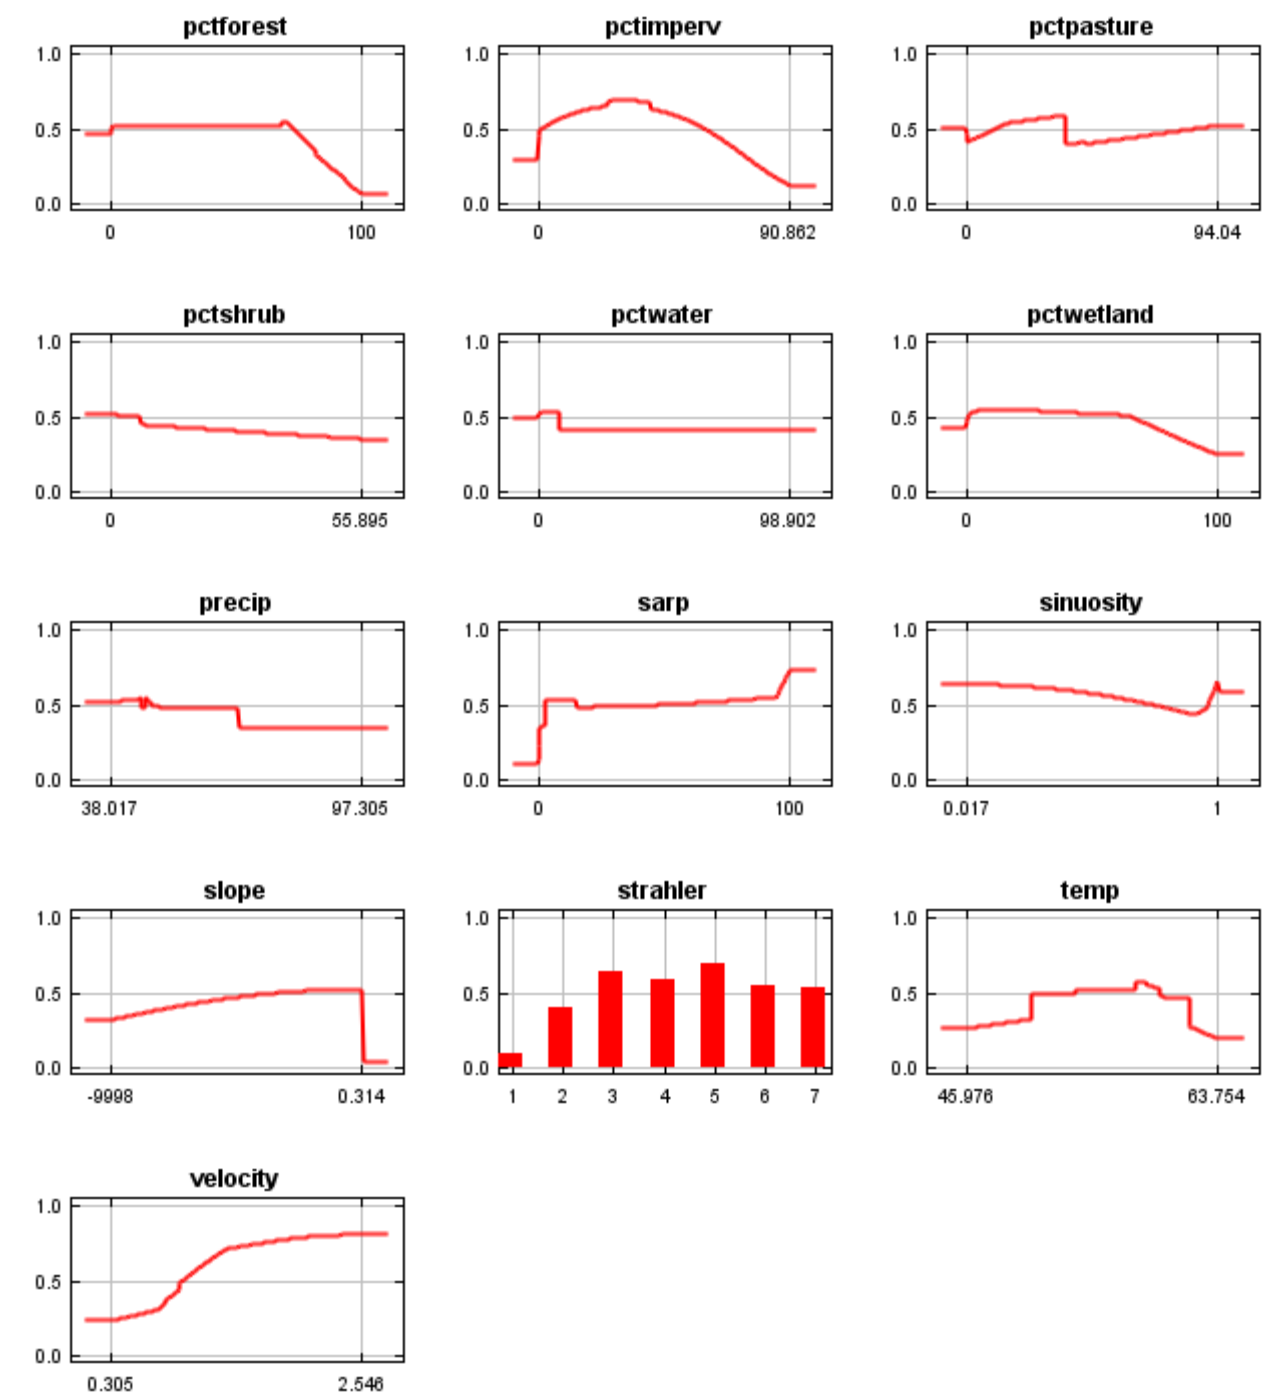 pctforest pctimperv pctpasture
1.0 1.0 1.0
0.5 0.5 0.5
0.0 0.0 0.0
0 100 0 90.862 0 94.04
pctshrub pctwater pctwetland
1.0 1.0 1.0
0.5 0.5 0.5
0.0 0.0 0.0
0 55.895 0 98.902 0 100
precip sarp sinuosity
1.0 1.0 1.0
0.5 0.5 0.5
0.0 0.0 0.0
38.017 97.305 0 100 0.017 1
slope strahler temp
1.0 1.0 1.0
0.5 0.5 0.5
0.0 0.0 0.0
-9998 0.314 1 2 3 4 5 6 7 45.976 63.754
velocity
1.0
0.5
0.0
0.305 2.546